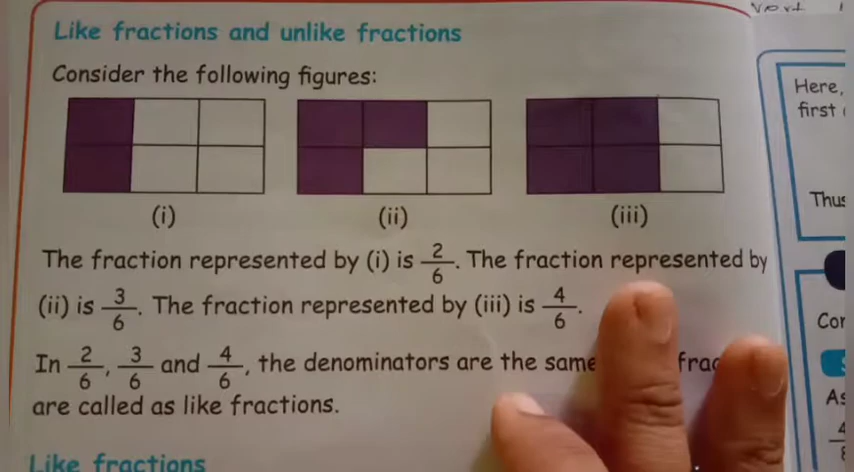 Like fractions and unlike fractions
Consider the following figures:
(i) (ii) (iii)
The fraction represented by (i) is 2/6. The fraction represented by
(ii) is 3/6. The fraction represented by (iii) is 4/6.
In 2/6, 3/6 and 4/6, the denominators are the same
are called as like fractions.
Like fractions
Here,
first